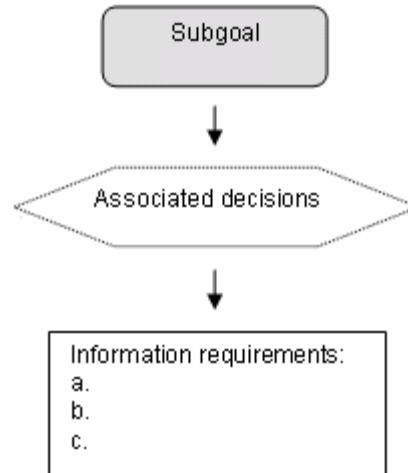 Subgoal
Associated decisions
Information requirements:
a.
b.
c.